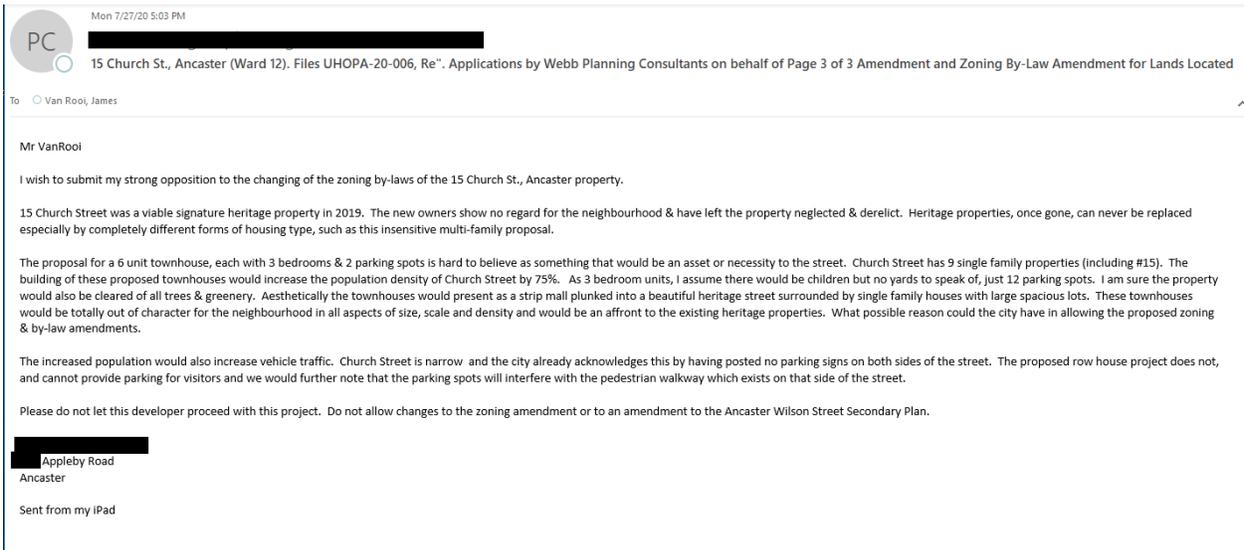 Mon 7/27/20 5:03 PM
PC
15 Church St., Ancaster (Ward 12). Files UHOPA-20-006, Re". Applications by Webb Planning Consultants on behalf of Page 3 of 3 Amendment and Zoning By-Law Amendment for Lands Located
To Van Rooi, James
Mr VanRooi
I wish to submit my strong opposition to the changing of the zoning by-laws of the 15 Church St., Ancaster property.
15 Church Street was a viable signature heritage property in 2019. The new owners show no regard for the neighbourhood & have left the property neglected & derelict. Heritage properties, once gone, can never be replaced
especially by completely different forms of housing type, such as this insensitive multi-family proposal.
The proposal for a 6 unit townhouse, each with 3 bedrooms & 2 parking spots is hard to believe as something that would be an asset or necessity to the street. Church Street has 9 single family properties (including #15). The
building of these proposed townhouses would increase the population density of Church Street by 75%. As 3 bedroom units, I assume there would be children but no yards to speak of, just 12 parking spots. I am sure the property
would also be cleared of all trees & greenery. Aesthetically the townhouses would present as a strip mall plunked into a beautiful heritage street surrounded by single family houses with large spacious lots. These townhouses
would be totally out of character for the neighbourhood in all aspects of size, scale and density and would be an affront to the existing heritage properties. What possible reason could the city have in allowing the proposed zoning
& by-law amendments.
The increased population would also increase vehicle traffic. Church Street is narrow and the city already acknowledges this by having posted no parking signs on both sides of the street. The proposed row house project does not,
and cannot provide parking for visitors and we would further note that the parking spots will interfere with the pedestrian walkway which exists on that side of the street.
Please do not let this developer proceed with this project. Do not allow changes to the zoning amendment or to an amendment to the Ancaster Wilson Street Secondary Plan.
Appleby Road
Ancaster
Sent from my iPad